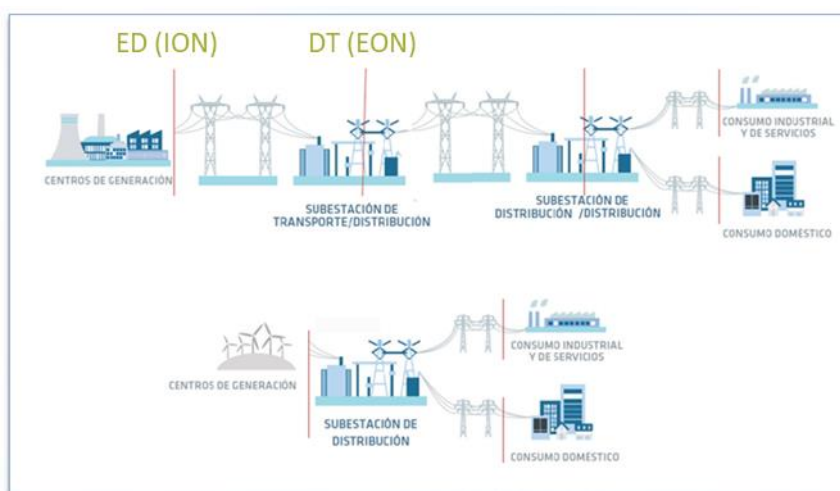 ED (ION)
DT (EON)
CENTROS DE GENERACIÓN
SUBESTACIÓN DE
TRANSPORTE/DISTRIBUCIÓN
SUBESTACIÓN DE
DISTRIBUCIÓN /DISTRIBUCIÓN
CONSUMO INDUSTRIAL
Y DE SERVICIOS
CONSUMO DOMÉSTICO
CENTROS DE GENERACIÓN
SUBESTACIÓN DE
DISTRIBUCIÓN
CONSUMO INDUSTRIAL
Y DE SERVICIOS
CONSUMO DOMÉSTICO